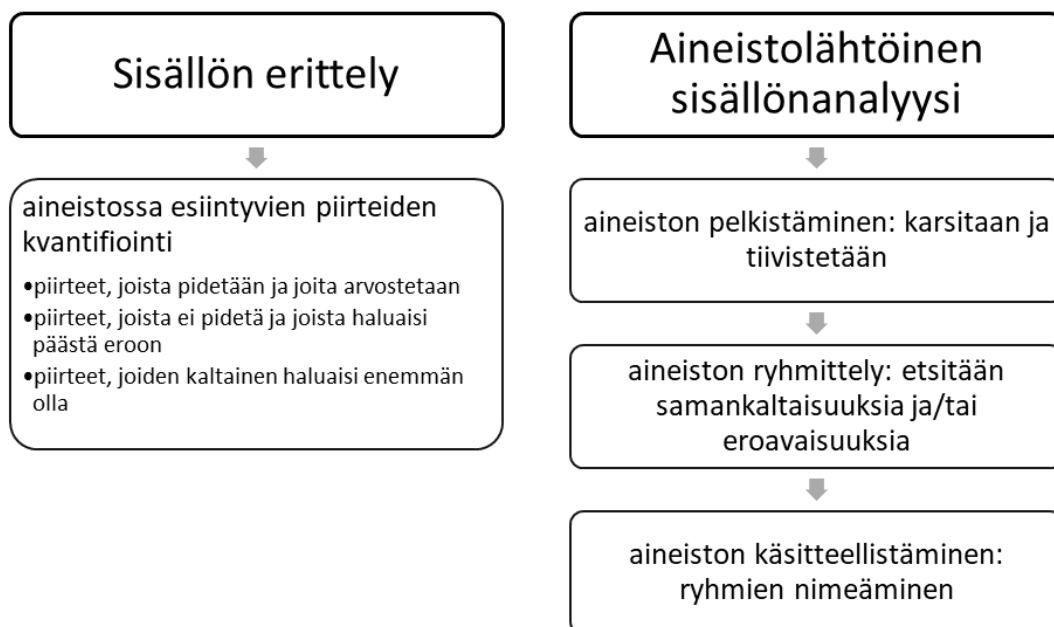 Sisällön erittely
aineistossa esiintyvien piirteiden
kvantifiointi
•piirteet, joista pidetään ja joita arvostetaan
•piirteet, joista ei pidetä ja joista haluaisi
päästä eroon
•piirteet, joiden kaltainen haluaisi enemmän
olla
Aineistolähtöinen
sisällönanalyysi
aineiston pelkistäminen: karsitaan ja
tiivistetään
aineiston ryhmittely: etsitään
samankaltaisuuksia ja/tai
eroavaisuuksia
aineiston käsitteellistäminen:
ryhmien nimeäminen